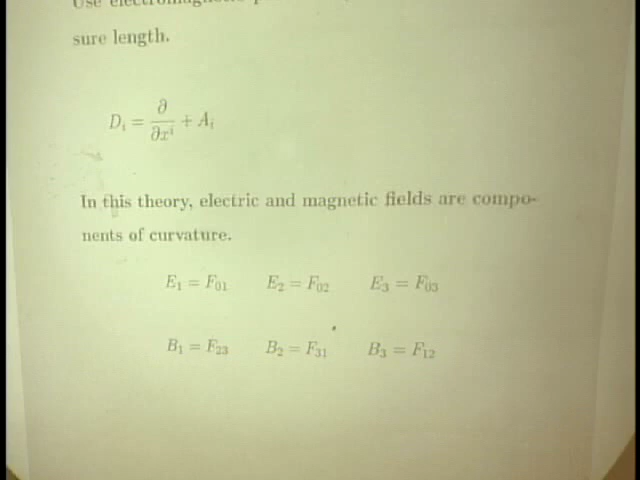 Use
sure length.
D_i = ∂/∂x^i + A_i
In this theory, electric and magnetic fields are compo-
nents of curvature.
E_1 = F_01 E_2 = F_02 E_3 = F_03
B_1 = F_23 B_2 = F_31 B_3 = F_12